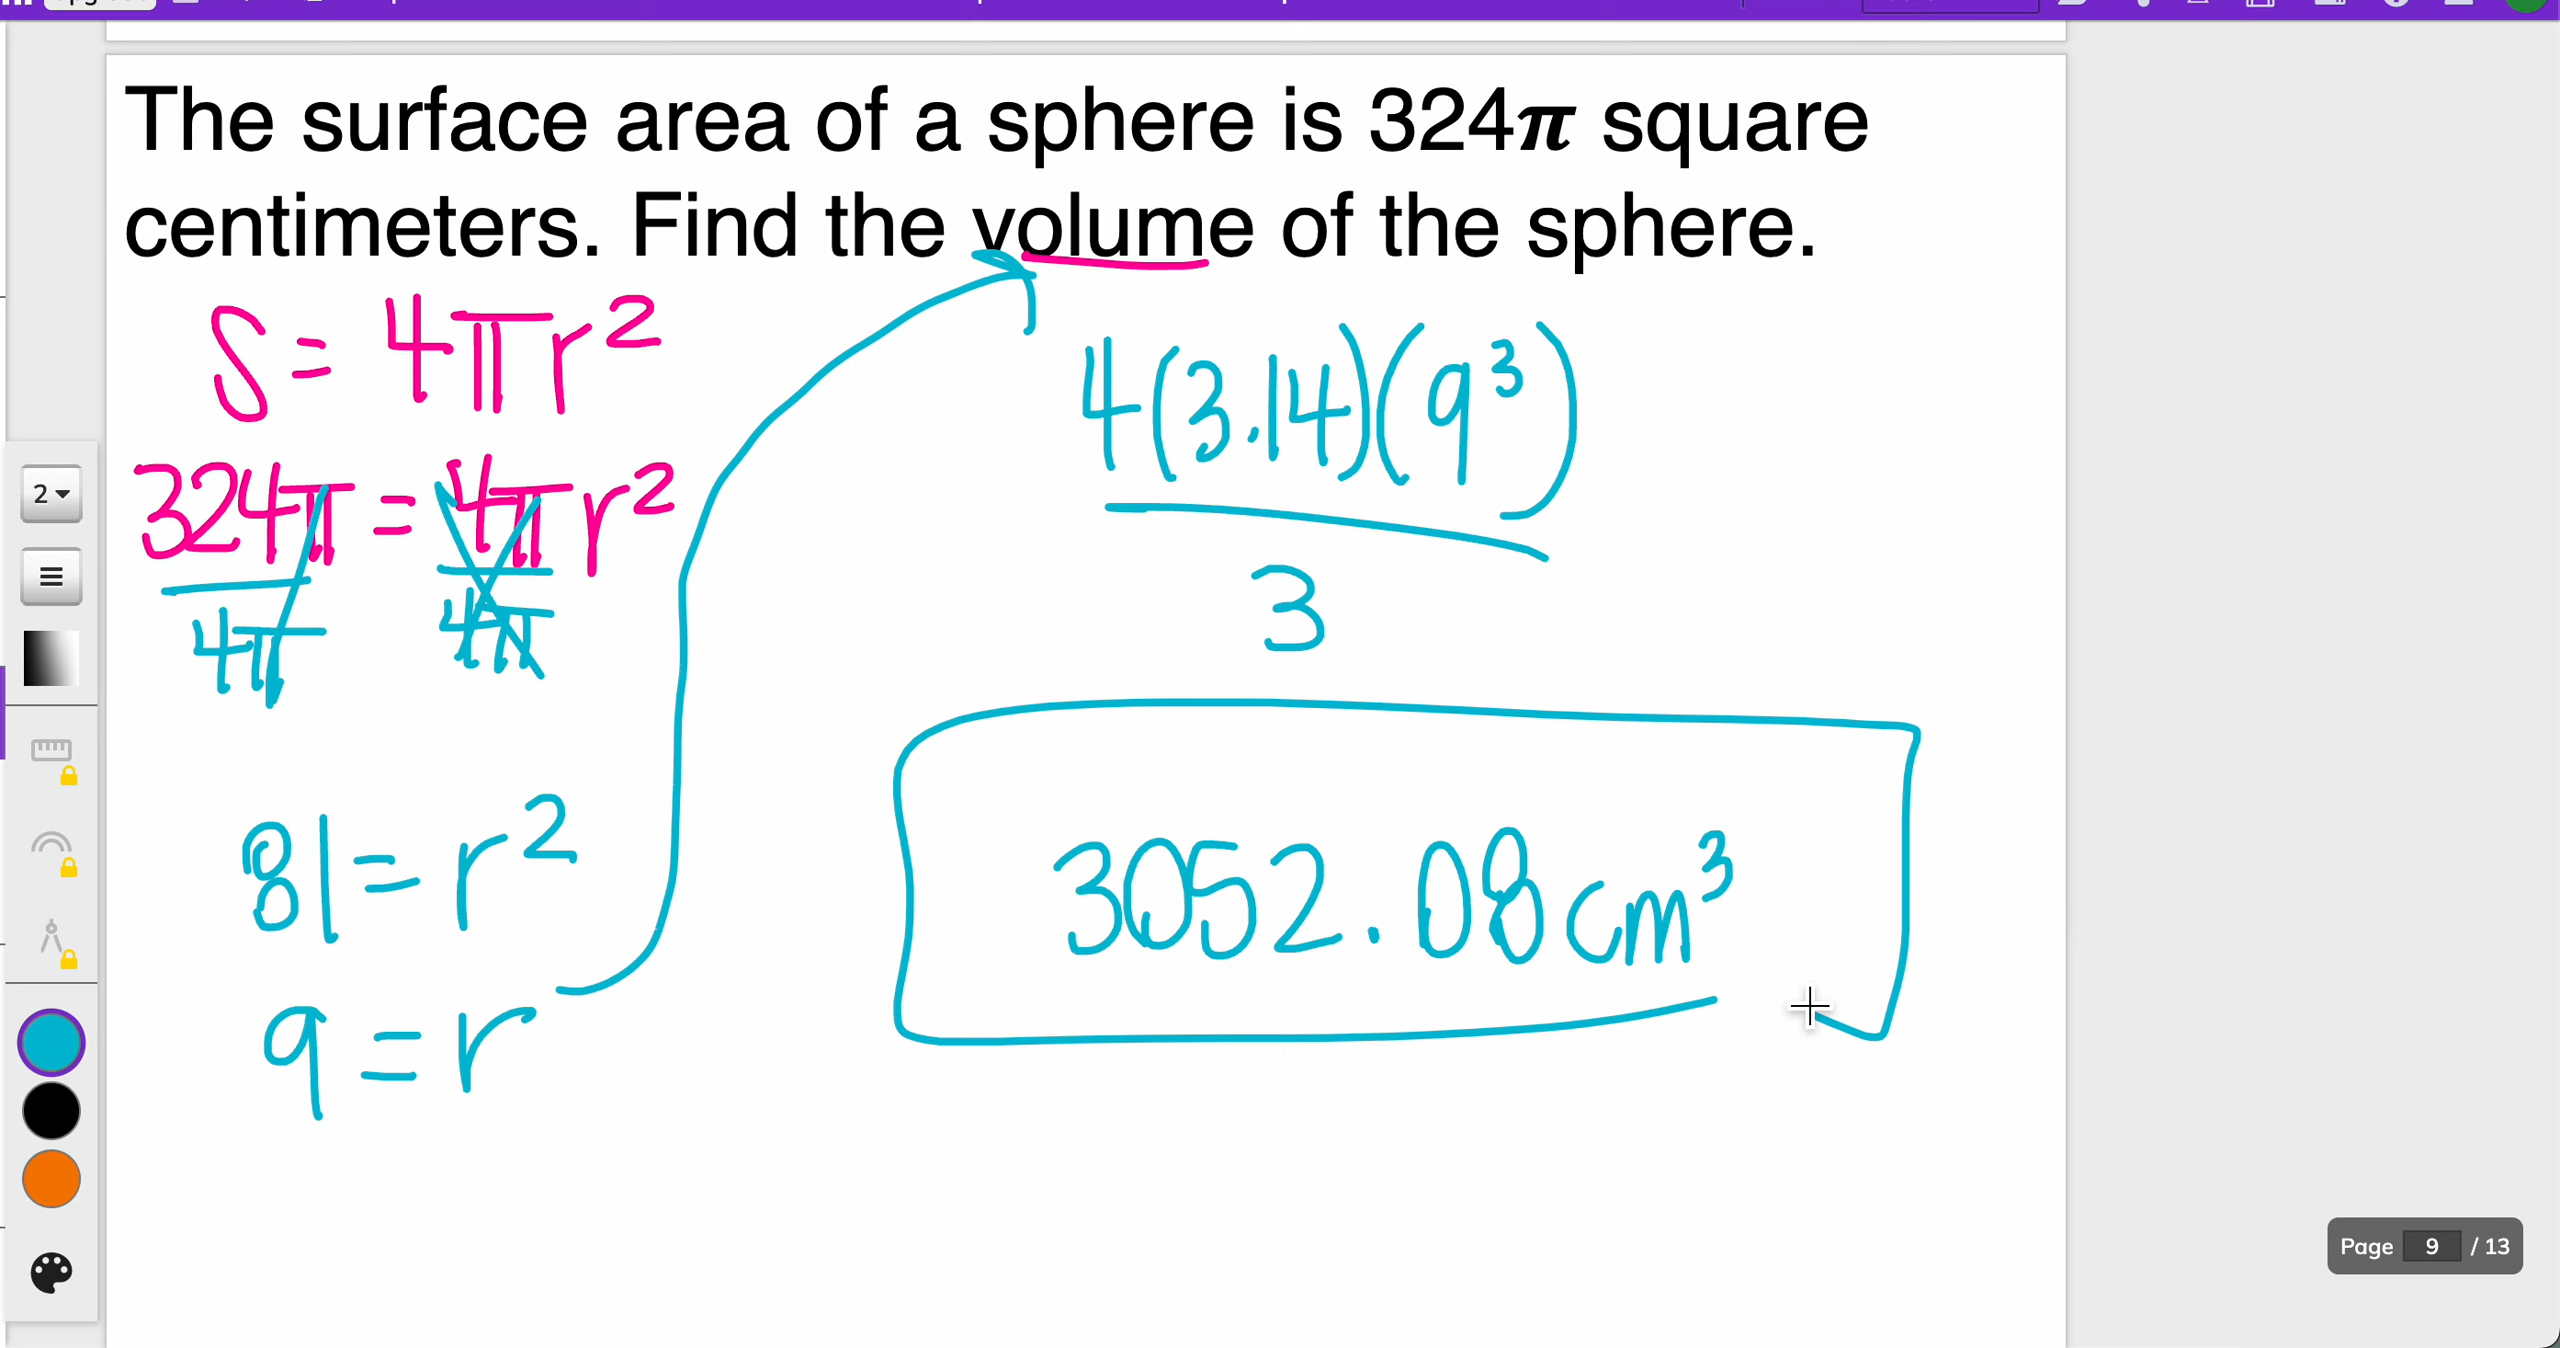 The surface area of a sphere is 324π square
centimeters. Find the volume of the sphere.
S = 4πr²
324π = 4πr²
4π 4π
81 = r²
9 = r
4(3.14)(9³)
3
3052.08 cm³
2
Page 9 / 13